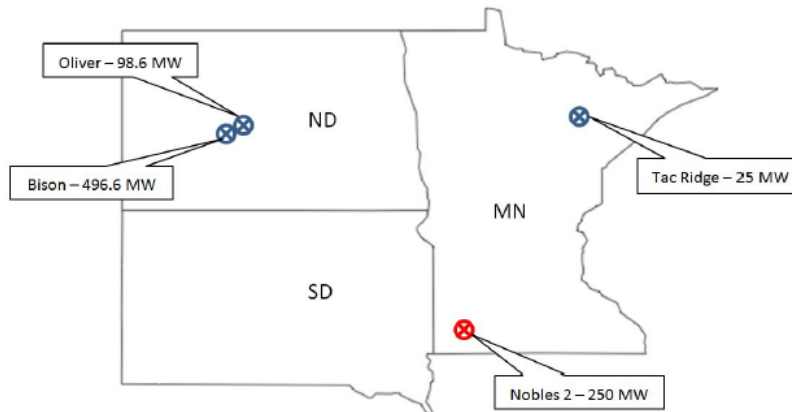 Oliver – 98.6 MW
ND
Bison – 496.6 MW
Tac Ridge – 25 MW
MN
SD
Nobles 2 – 250 MW